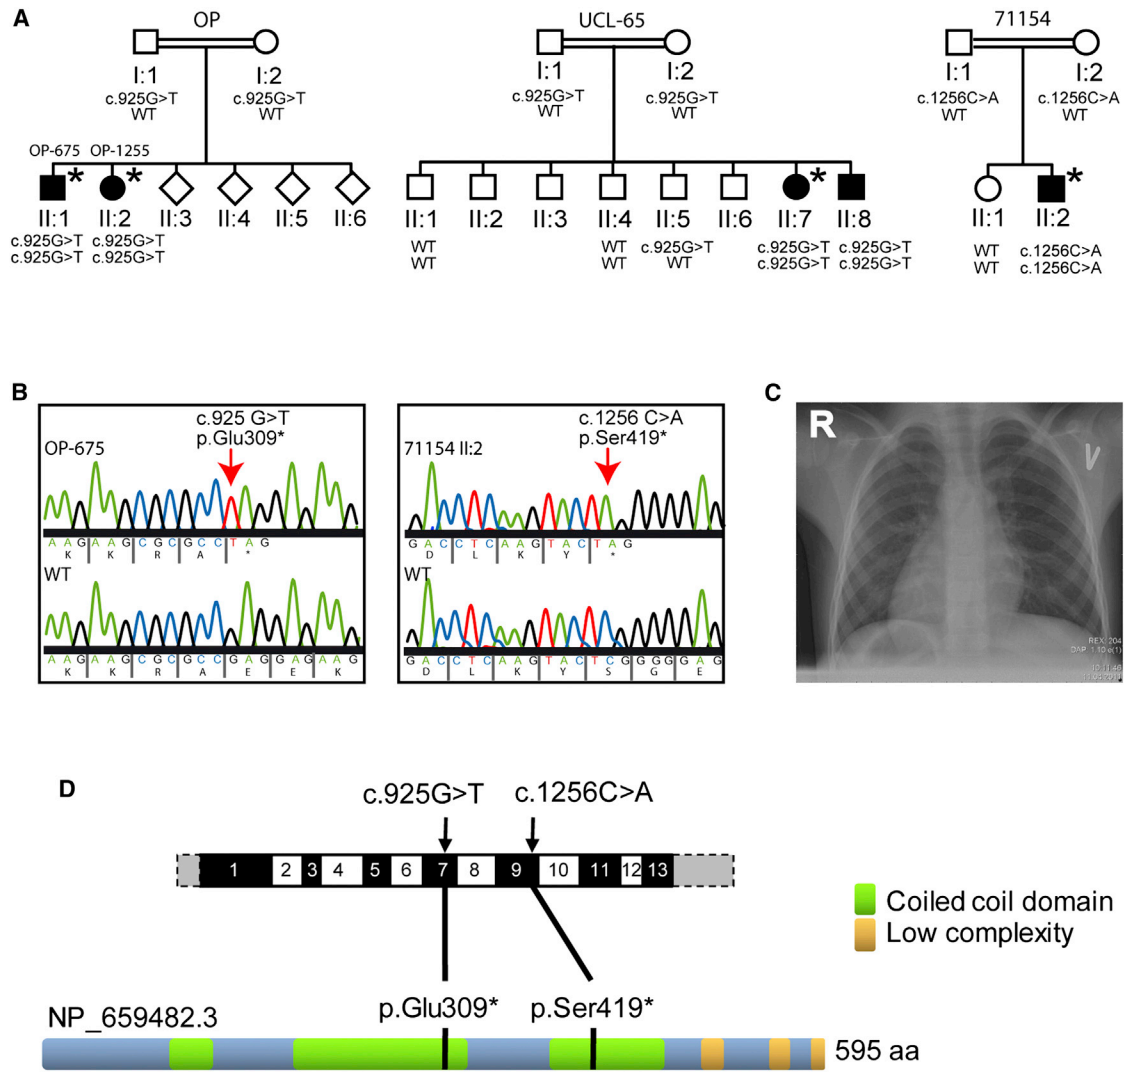 A
OP
UCL-65
71154
I:1 I:2
c.925G>T c.925G>T
WT WT
I:1 I:2
c.925G>T c.925G>T
WT WT
I:1 I:2
c.1256C>A c.1256C>A
WT WT
OP-675 OP-1255
* *
II:1 II:2 II:3 II:4 II:5 II:6
c.925G>T c.925G>T
c.925G>T c.925G>T
*
II:1 II:2 II:3 II:4 II:5 II:6 II:7 II:8
WT WT c.925G>T c.925G>T c.925G>T
WT WT WT c.925G>T c.925G>T
*
II:1 II:2
WT c.1256C>A
WT c.1256C>A
B
c.925 G>T
p.Glu309*
OP-675
A A G A A G C G C G C C T A G
K K R A *
WT
A A G A A G C G C G C C G A G G A G A A G
K K R A E E K
c.1256 C>A
p.Ser419*
71154 II:2
G A C C T C A A G T A C T A G
D L K Y *
WT
G A C C T C A A G T A C T C G G G G G A G
D L K Y S G E
C
R
REX: 204
D
c.925G>T c.1256C>A
1 2 3 4 5 6 7 8 9 10 11 12 13
Coiled coil domain
Low complexity
p.Glu309* p.Ser419*
NP_659482.3
595 aa